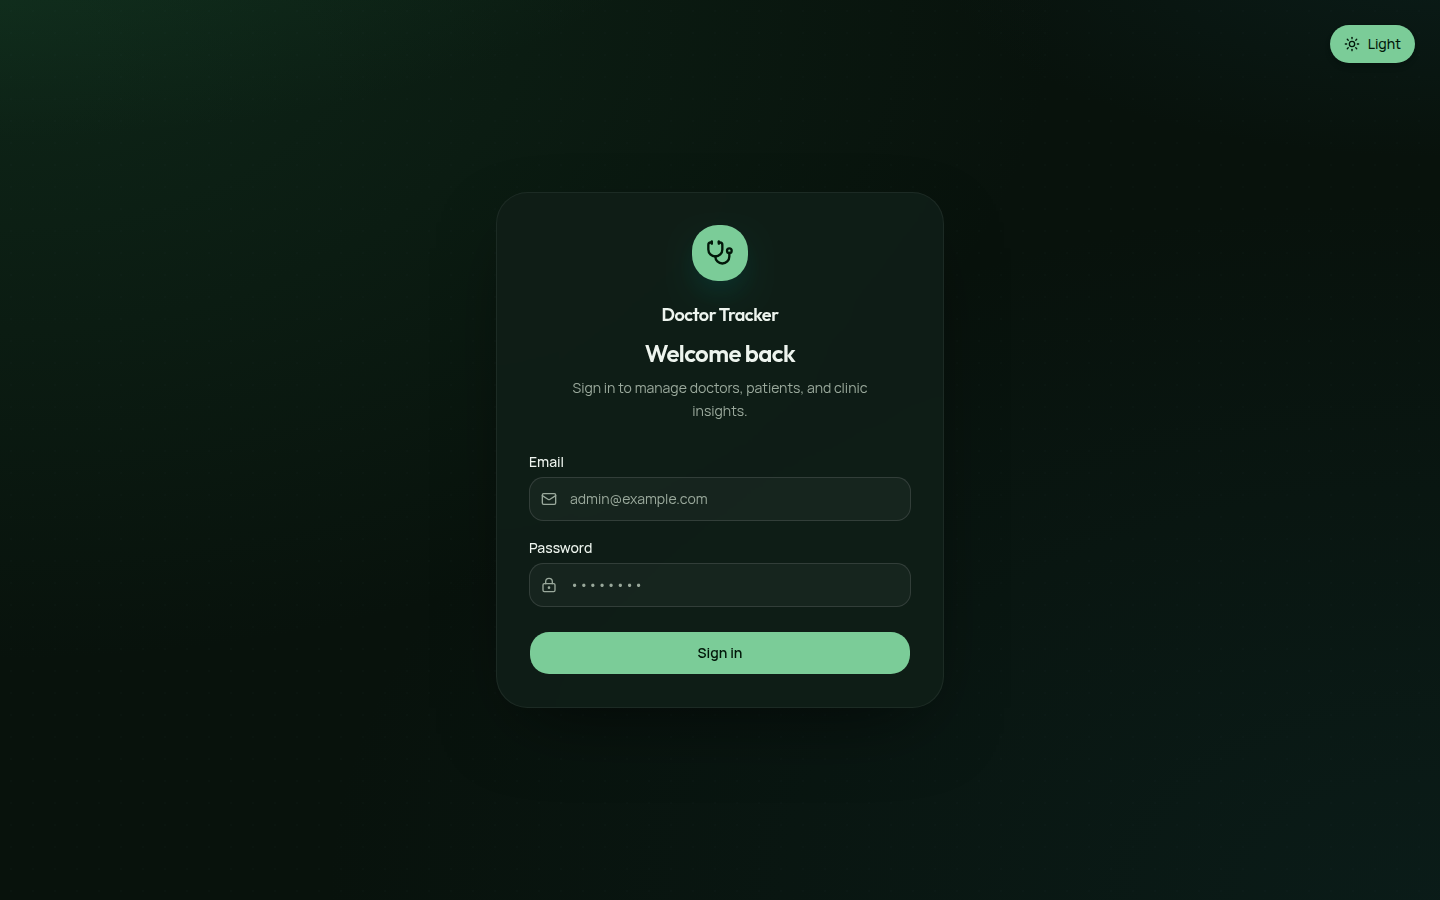 Light
Doctor Tracker
Welcome back
Sign in to manage doctors, patients, and clinic
insights.
Email
admin@example.com
Password
••••••••
Sign in